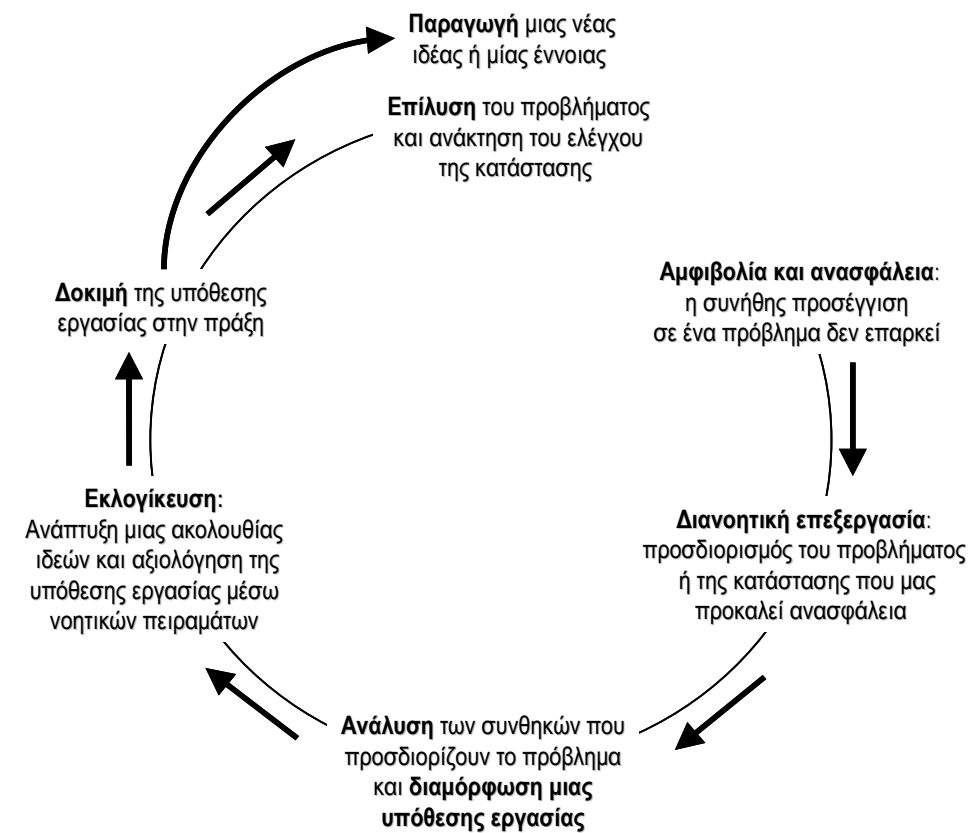 Παραγωγή μιας νέας
ιδέας ή μίας έννοιας
Επίλυση του προβλήματος
και ανάκτηση του ελέγχου
της κατάστασης
Αμφιβολία και ανασφάλεια:
η συνήθης προσέγγιση
σε ένα πρόβλημα δεν επαρκεί
Διανοητική επεξεργασία:
προσδιορισμός του προβλήματος
ή της κατάστασης που μας
προκαλεί ανασφάλεια
Ανάλυση των συνθηκών που
προσδιορίζουν το πρόβλημα
και διαμόρφωση μιας
υπόθεσης εργασίας
Εκλογίκευση:
Ανάπτυξη μιας ακολουθίας
ιδεών και αξιολόγηση της
υπόθεσης εργασίας μέσω
νοητικών πειραμάτων
Δοκιμή της υπόθεσης
εργασίας στην πράξη